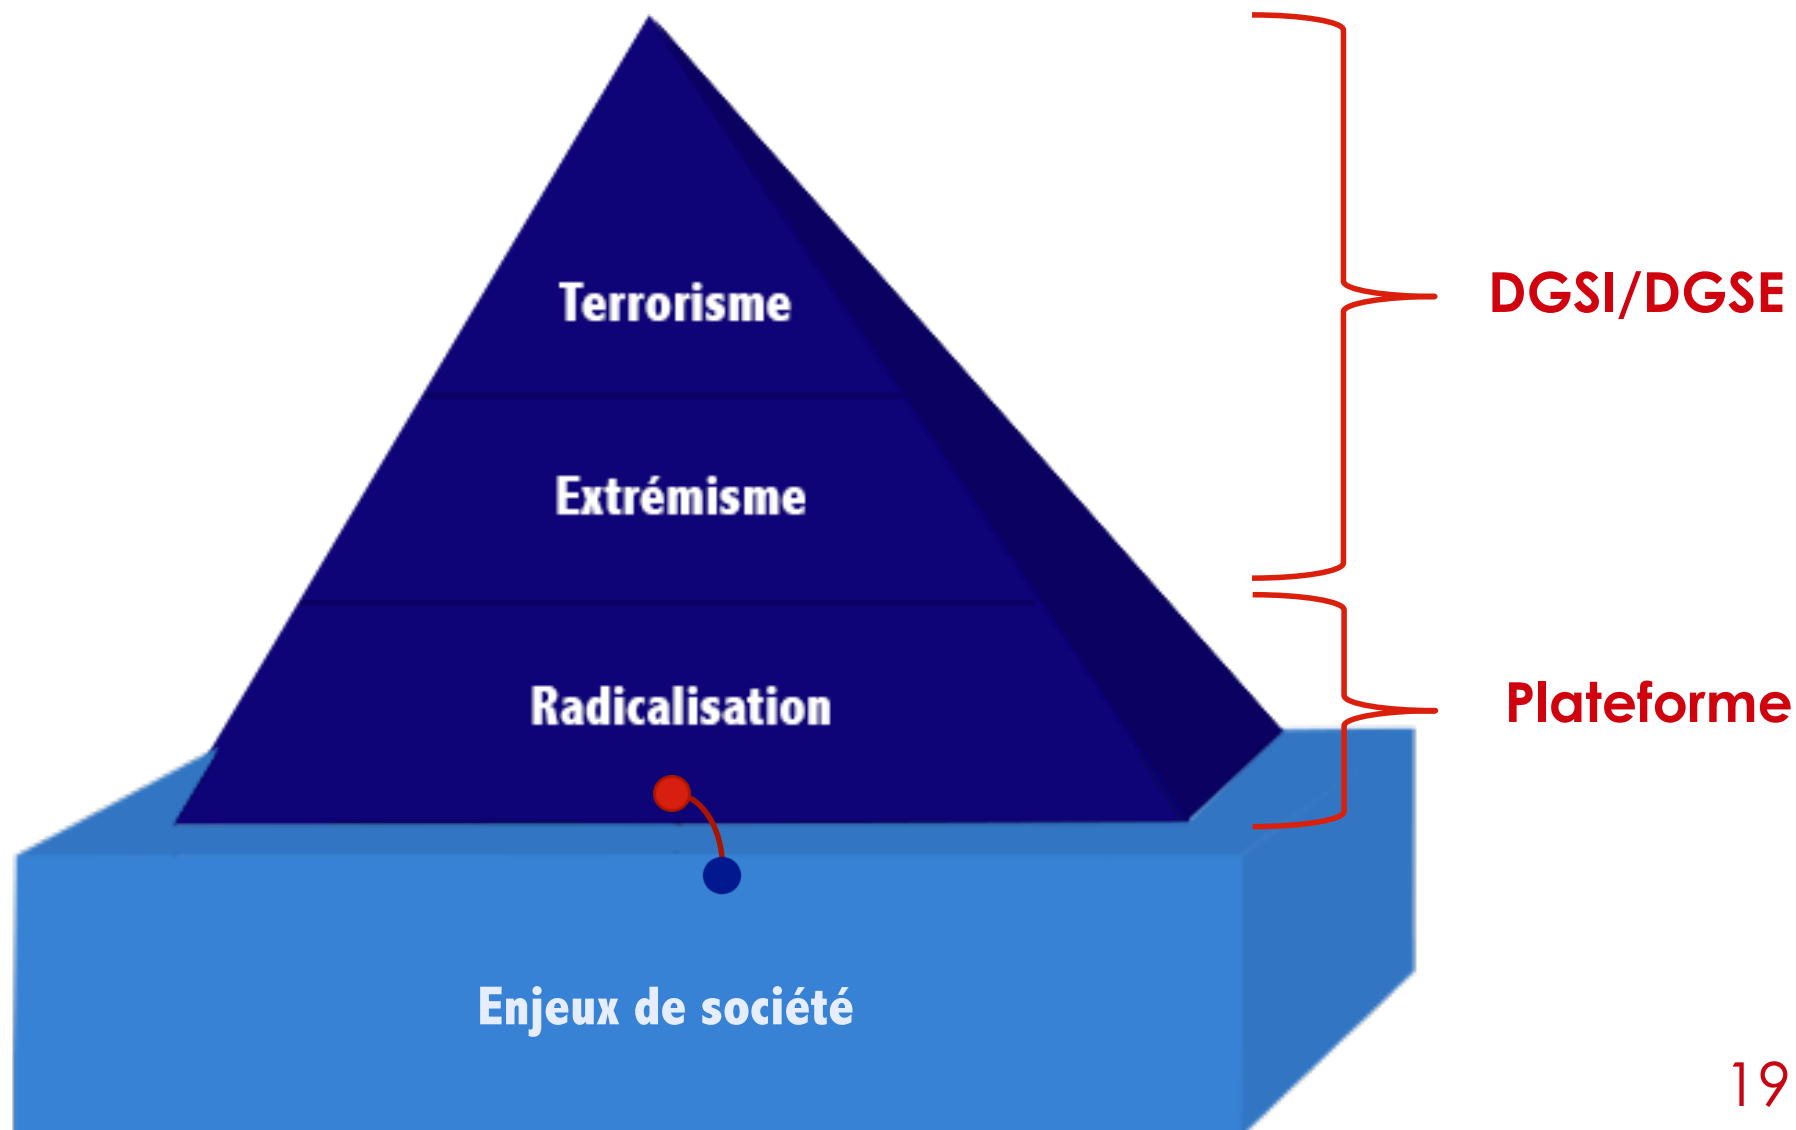 Terrorisme
DGSI/DGSE
Extrémisme
Radicalisation
Plateforme
Enjeux de société
19